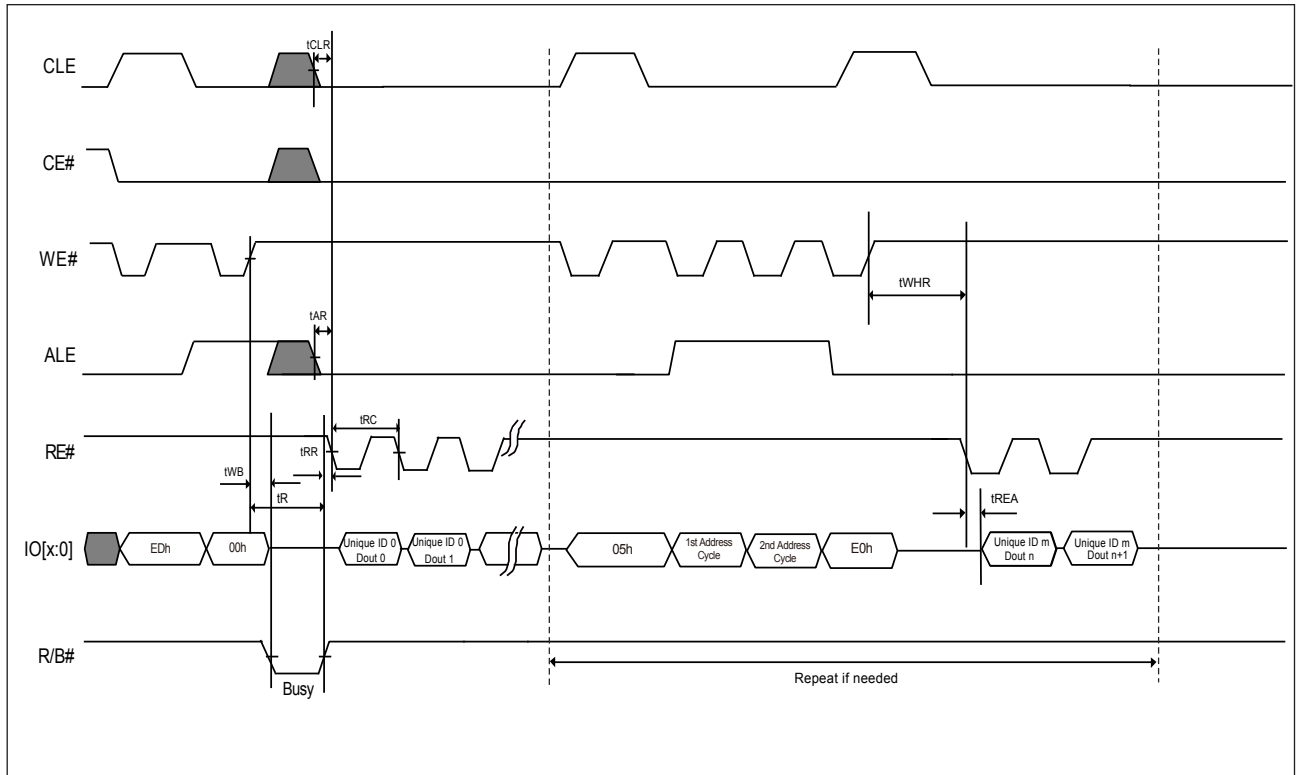 tCLR
CLE
CE#
WE#
tWHR
tAR
ALE
tRC
RE#
tRR
tWB
tR
tREA
IO[x:0]
EDh
00h
Unique ID 0
Dout 0
Unique ID 0
Dout 1
05h
1st Address
Cycle
2nd Address
Cycle
E0h
Unique ID m
Dout n
Unique ID m
Dout n+1
R/B#
Busy
Repeat if needed